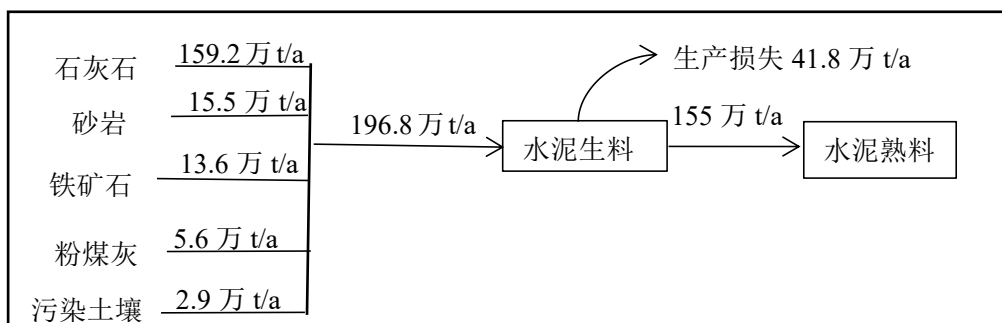 石灰石 159.2 万 t/a
砂岩 15.5 万 t/a
铁矿石 13.6 万 t/a
粉煤灰 5.6 万 t/a
污染土壤 2.9 万 t/a
196.8 万 t/a
水泥生料
生产损失 41.8 万 t/a
155 万 t/a
水泥熟料